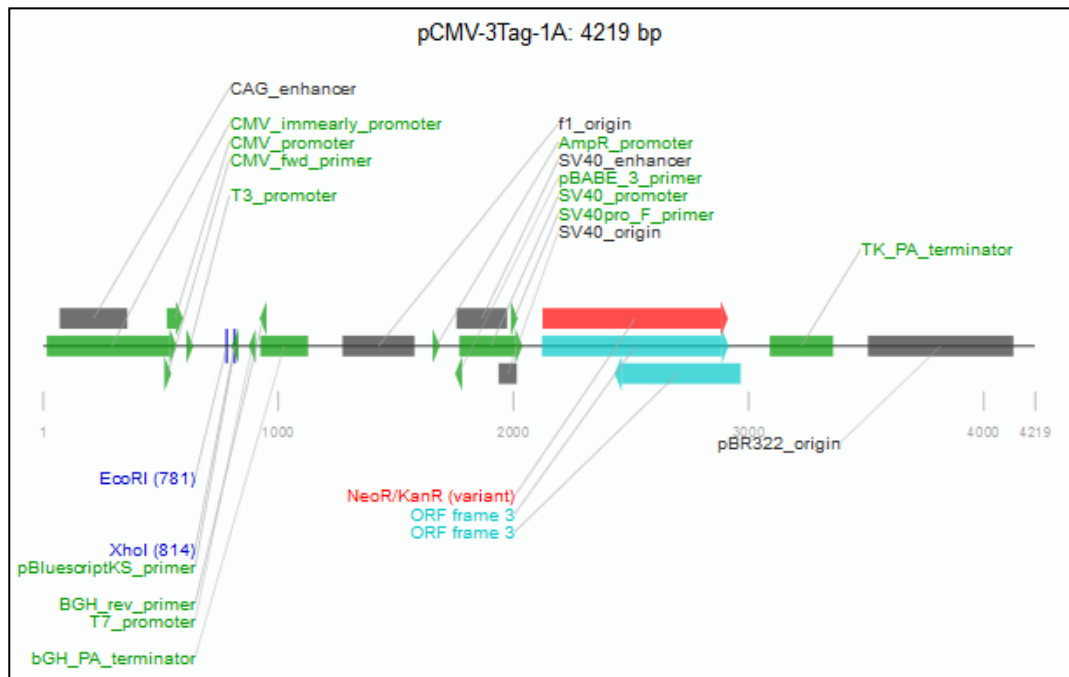 pCMV-3Tag-1A: 4219 bp
CAG_enhancer
CMV_immearly_promoter
CMV_promoter
CMV_fwd_primer
T3_promoter
f1_origin
AmpR_promoter
SV40_enhancer
pBABE_3_primer
SV40_promoter
SV40pro_F_primer
SV40_origin
TK_PA_terminator
1
1000
2000
3000
4000
4219
pBR322_origin
EcoRI (781)
NeoR/KanR (variant)
ORF frame 3
ORF frame 3
XhoI (814)
pBluescriptKS_primer
BGH_rev_primer
T7_promoter
bGH_PA_terminator